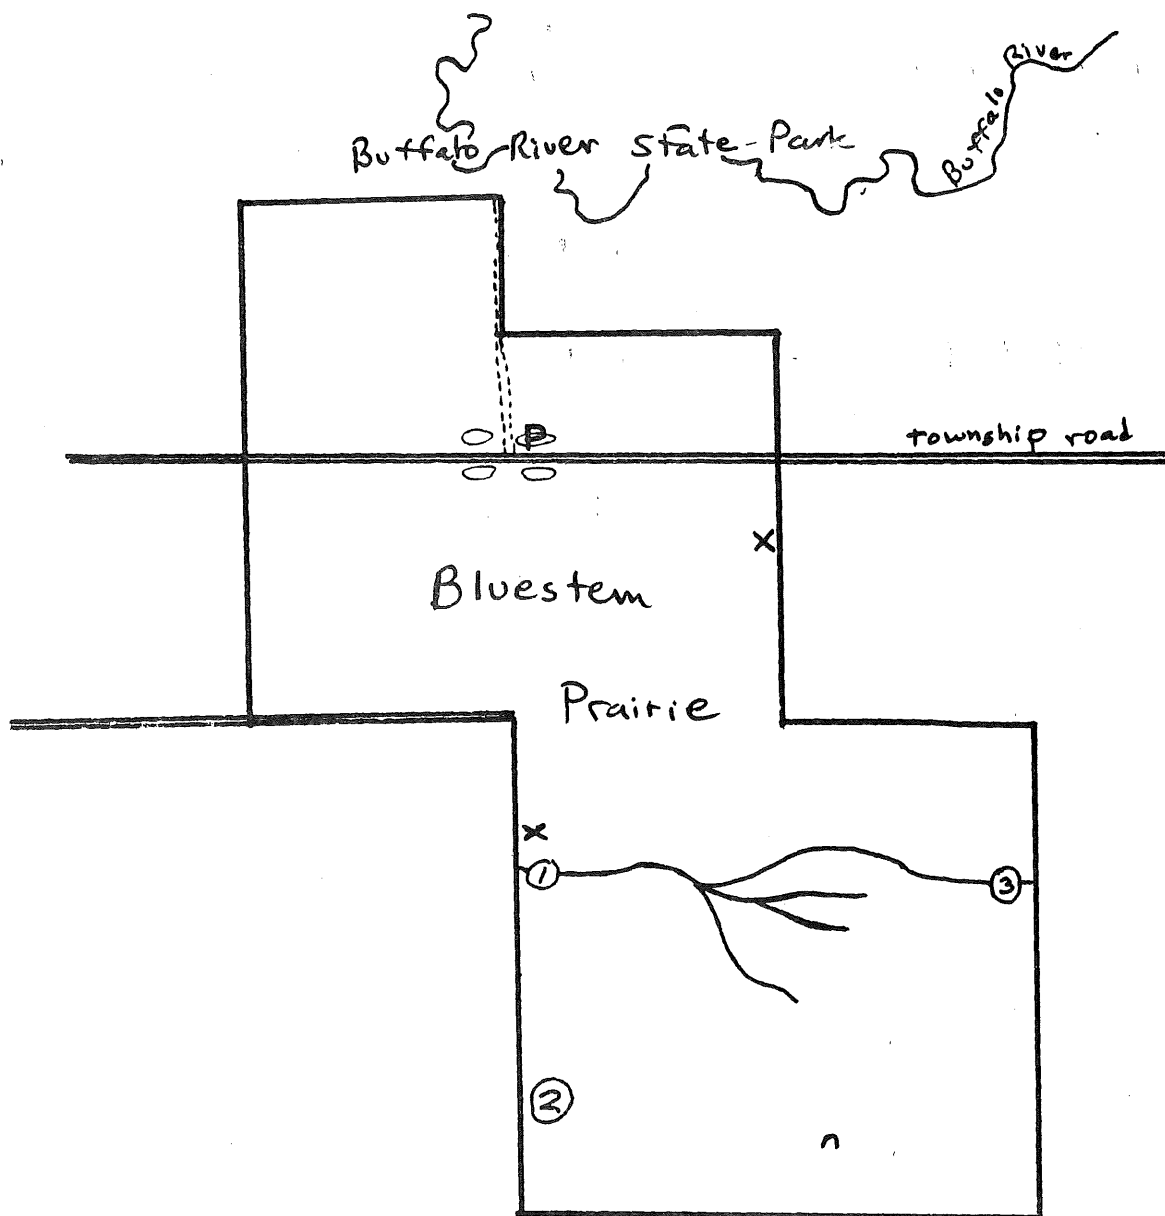 River
Buffalo
Buffalo River State Park
P
township road
X
Bluestem
Prairie
X
1
3
2
n